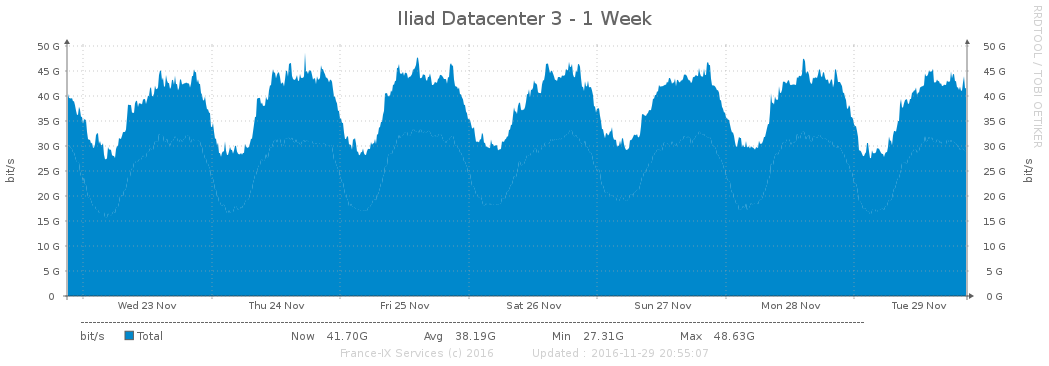 Iliad Datacenter 3 - 1 Week
RRDTOOL / TOBI OETIKER
50 G 50 G
45 G 45 G
40 G 40 G
35 G 35 G
30 G 30 G
25 G 25 G
20 G 20 G
15 G 15 G
10 G 10 G
5 G 5 G
0 0 G
bit/s bit/s
Wed 23 Nov Thu 24 Nov Fri 25 Nov Sat 26 Nov Sun 27 Nov Mon 28 Nov Tue 29 Nov
bit/s Total Now 41.70G Avg 38.19G Min 27.31G Max 48.63G
France-IX Services (c) 2016 Updated : 2016-11-29 20:55:07